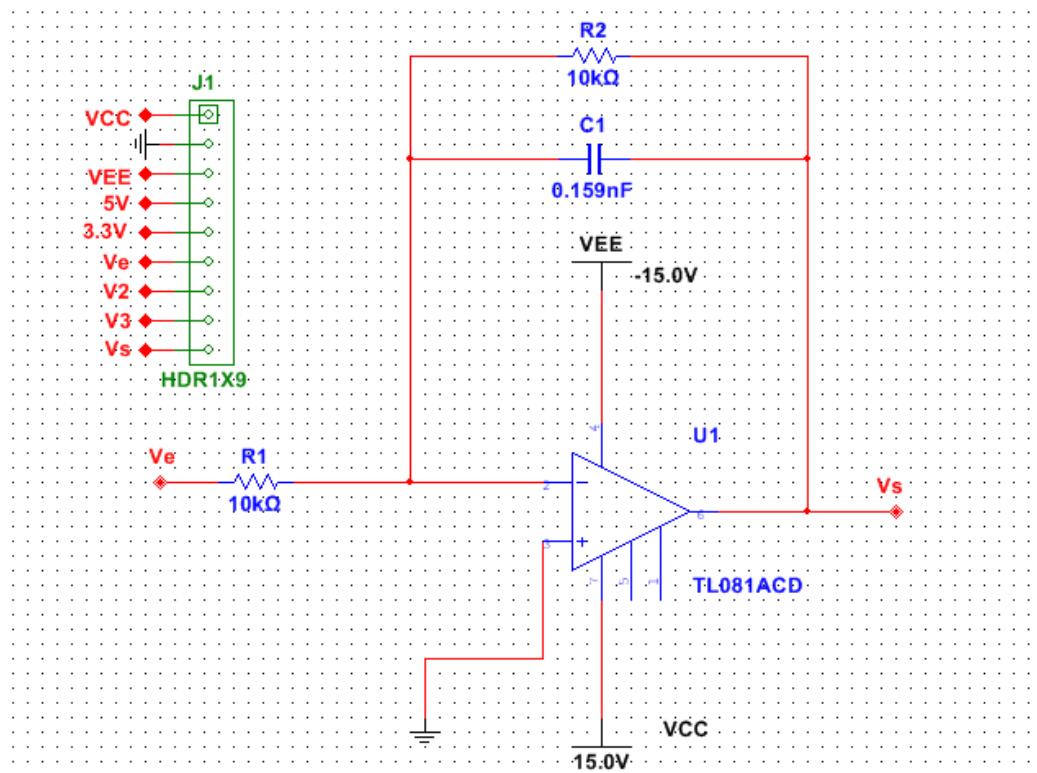 R2
10kΩ
J1
VCC
C1
VEE
5V
0.159nF
3.3V
VEE
Ve
-15.0V
V2
V3
Vs
HDR1X9
4
U1
Ve
R1
Vs
2
10kΩ
6
3
7
5
1
TL081ACD
VCC
15.0V